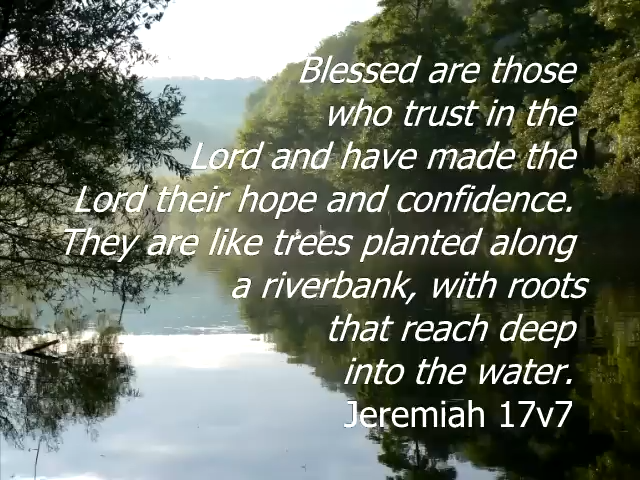 Blessed are those
who trust in the
Lord and have made the
Lord their hope and confidence.
They are like trees planted along
a riverbank, with roots
that reach deep
into the water.
Jeremiah 17v7